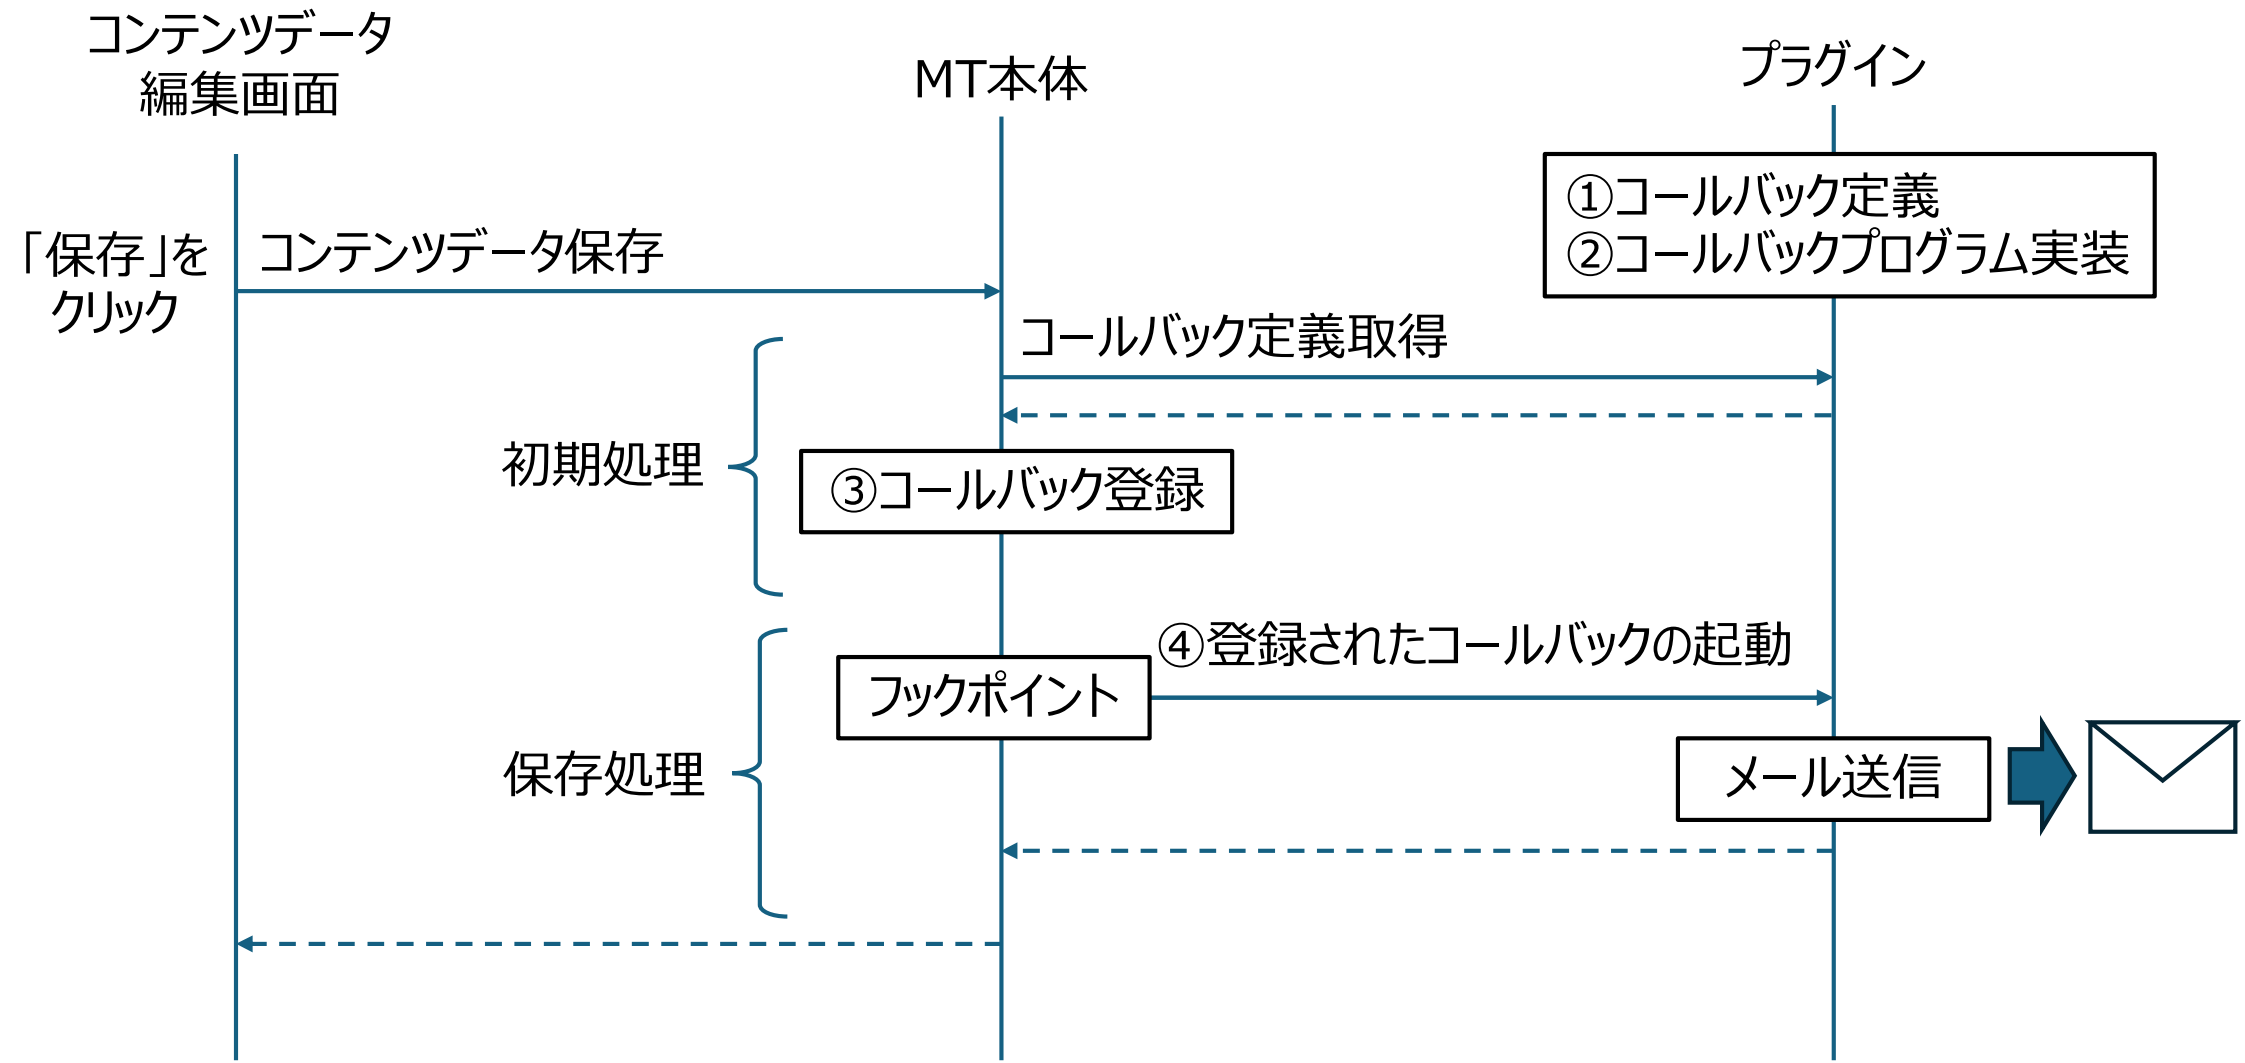 コンテンツデータ
編集画面
MT本体
プラグイン
①コールバック定義
②コールバックプログラム実装
「保存」を
クリック
コンテンツデータ保存
コールバック定義取得
初期処理
③コールバック登録
④登録されたコールバックの起動
フックポイント
保存処理
メール送信